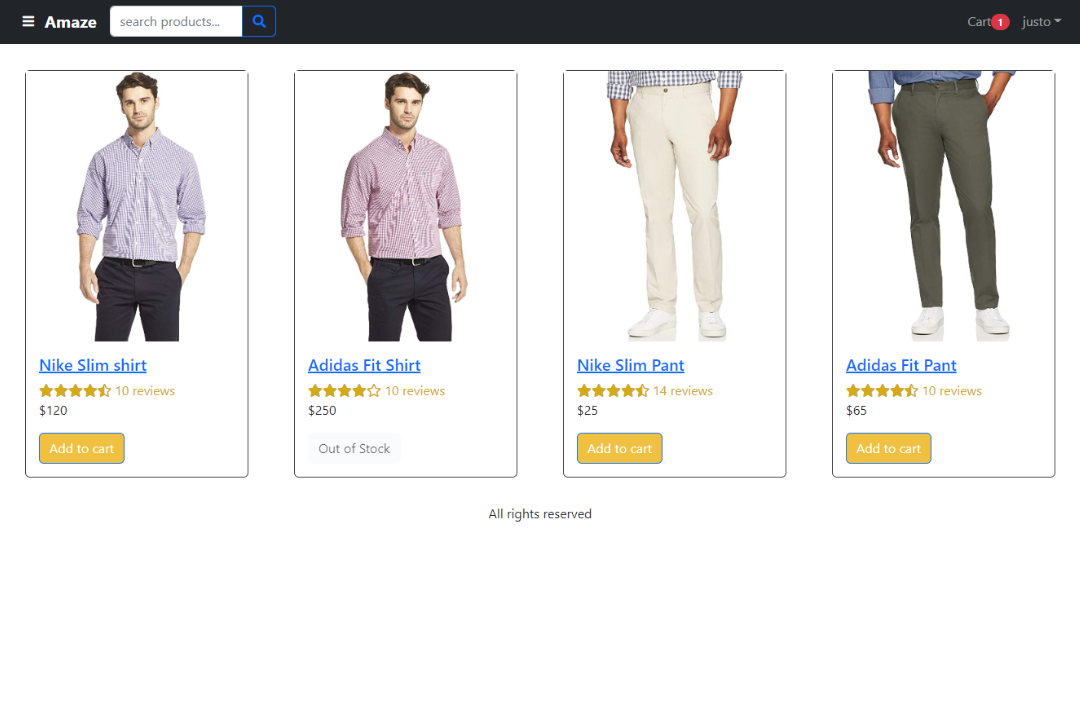 Amaze
search products...
Cart 1
justo
Nike Slim shirt
10 reviews
$120
Add to cart
Adidas Fit Shirt
10 reviews
$250
Out of Stock
Nike Slim Pant
14 reviews
$25
Add to cart
Adidas Fit Pant
10 reviews
$65
Add to cart
All rights reserved